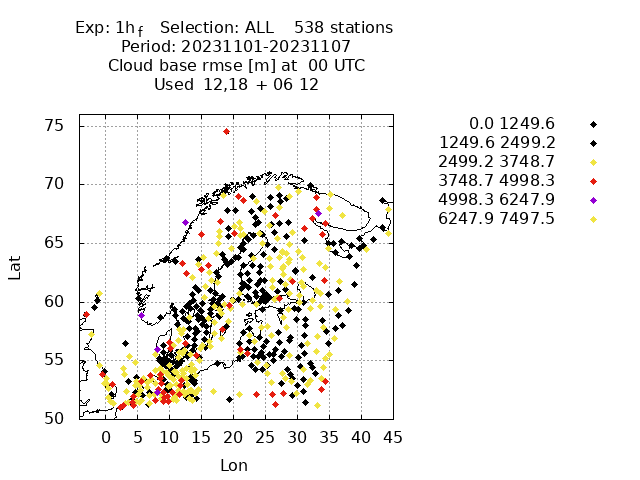 Exp: 1h_f Selection: ALL 538 stations
Period: 20231101-20231107
Cloud base rmse [m] at 00 UTC
Used 12,18 + 06 12
0.0 1249.6
1249.6 2499.2
2499.2 3748.7
3748.7 4998.3
4998.3 6247.9
6247.9 7497.5
75
70
65
60
55
50
Lat
0 5 10 15 20 25 30 35 40 45
Lon